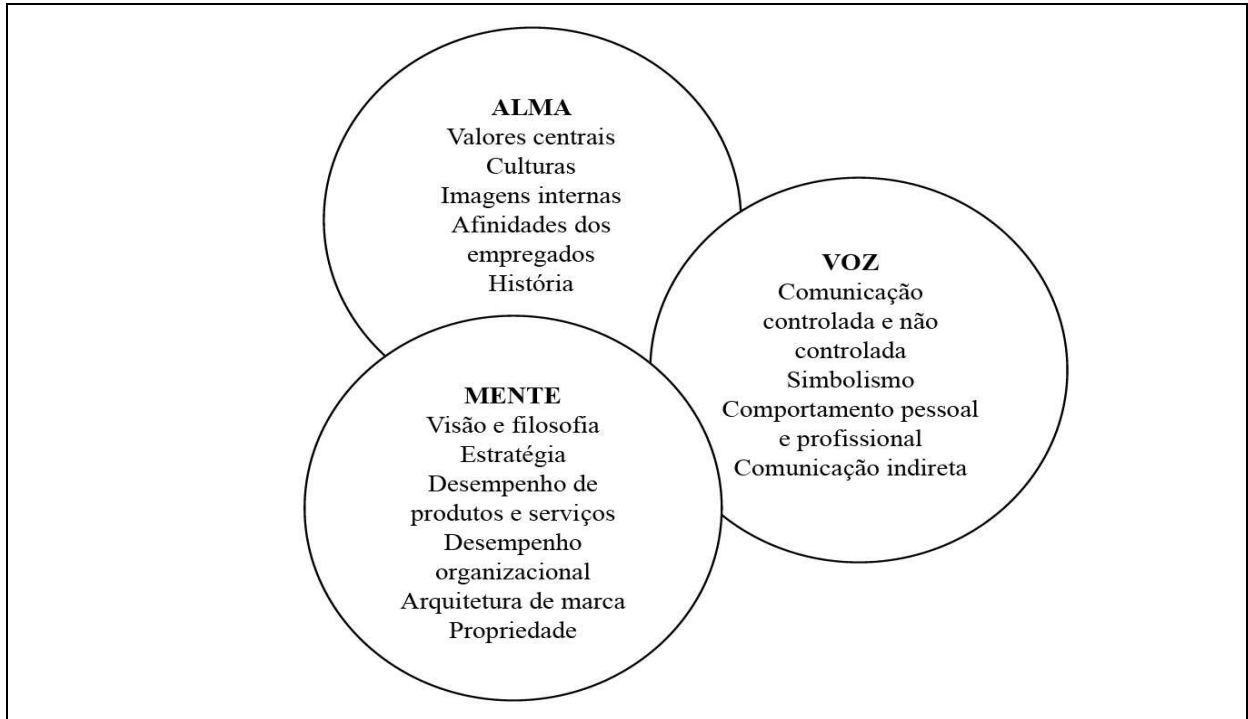 ALMA
Valores centrais
Culturas
Imagens internas
Afinidades dos
empregados
História
VOZ
Comunicação
controlada e não
controlada
Simbolismo
Comportamento pessoal
e profissional
Comunicação indireta
MENTE
Visão e filosofia
Estratégia
Desempenho de
produtos e serviços
Desempenho
organizacional
Arquitetura de marca
Propriedade